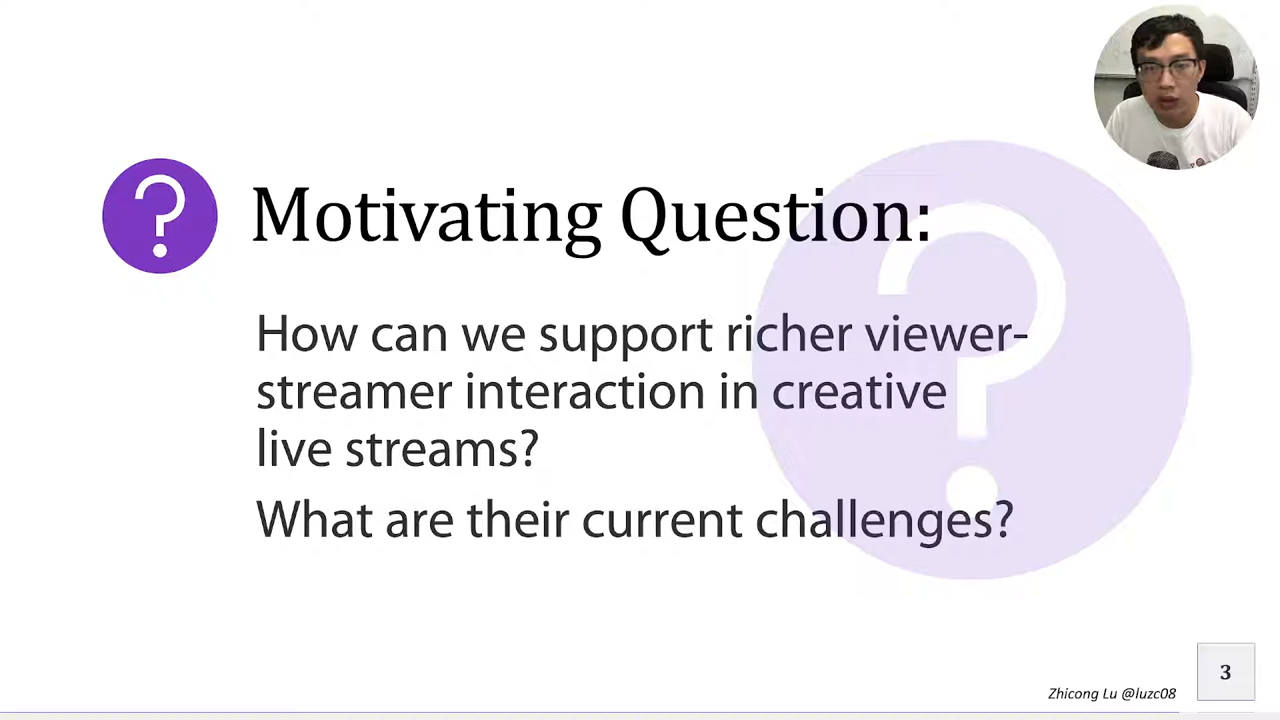 Motivating Question:
How can we support richer viewer-
streamer interaction in creative
live streams?
What are their current challenges?
Zhicong Lu @luzc08
3